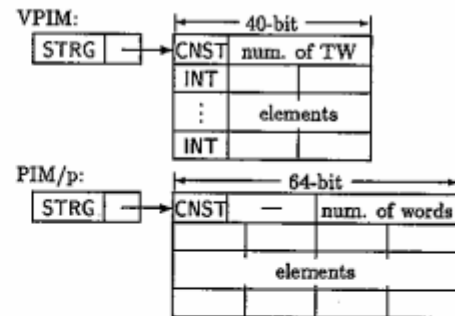 VPIM:
40-bit
STRG CNST num. of TW
INT
⋮ elements
INT
PIM/p:
64-bit
STRG CNST — num. of words
elements